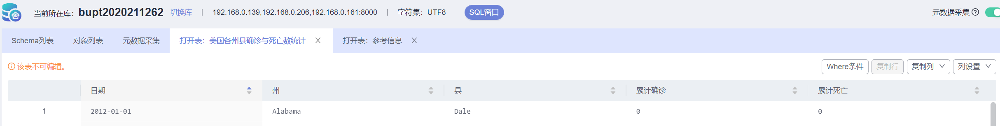 当前所在库：bupt2020211262 切换库 | 192.168.0.139,192.168.0.206,192.168.0.161:8000 | 字符集：UTF8 SQL窗口 元数据采集
Schema列表 对象列表 元数据采集 打开表：美国各州县确诊与死亡数统计 X 打开表：参考信息 X
该表不可编辑。 Where条件 复制行 复制列 列设置
日期 州 县 累计确诊 累计死亡
1 2012-01-01 Alabama Dale 0 0